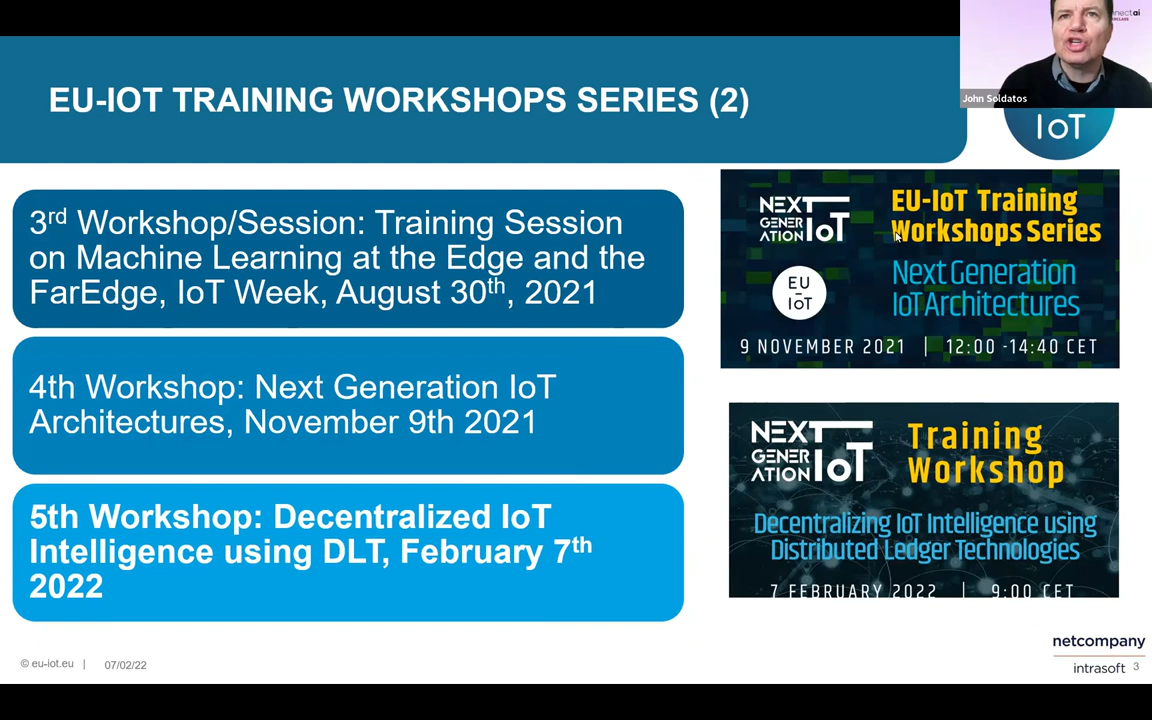 EU-IOT TRAINING WORKSHOPS SERIES (2)
John Soldatos
IoT
3rd Workshop/Session: Training Session
on Machine Learning at the Edge and the
FarEdge, IoT Week, August 30th, 2021
4th Workshop: Next Generation IoT
Architectures, November 9th 2021
5th Workshop: Decentralized IoT
Intelligence using DLT, February 7th
2022
NEXT
GENER
ATION IoT
EU-IoT Training
Workshops Series
EU
-
IoT
Next Generation
IoT Architectures
9 NOVEMBER 2021 | 12:00 -14:40 CET
NEXT
GENER
ATION IoT
Training
Workshop
Decentralizing IoT Intelligence using
Distributed Ledger Technologies
7 FEBRUARY 2022 | 9:00 CET
© eu-iot.eu |
07/02/22
netcompany
intrasoft
3